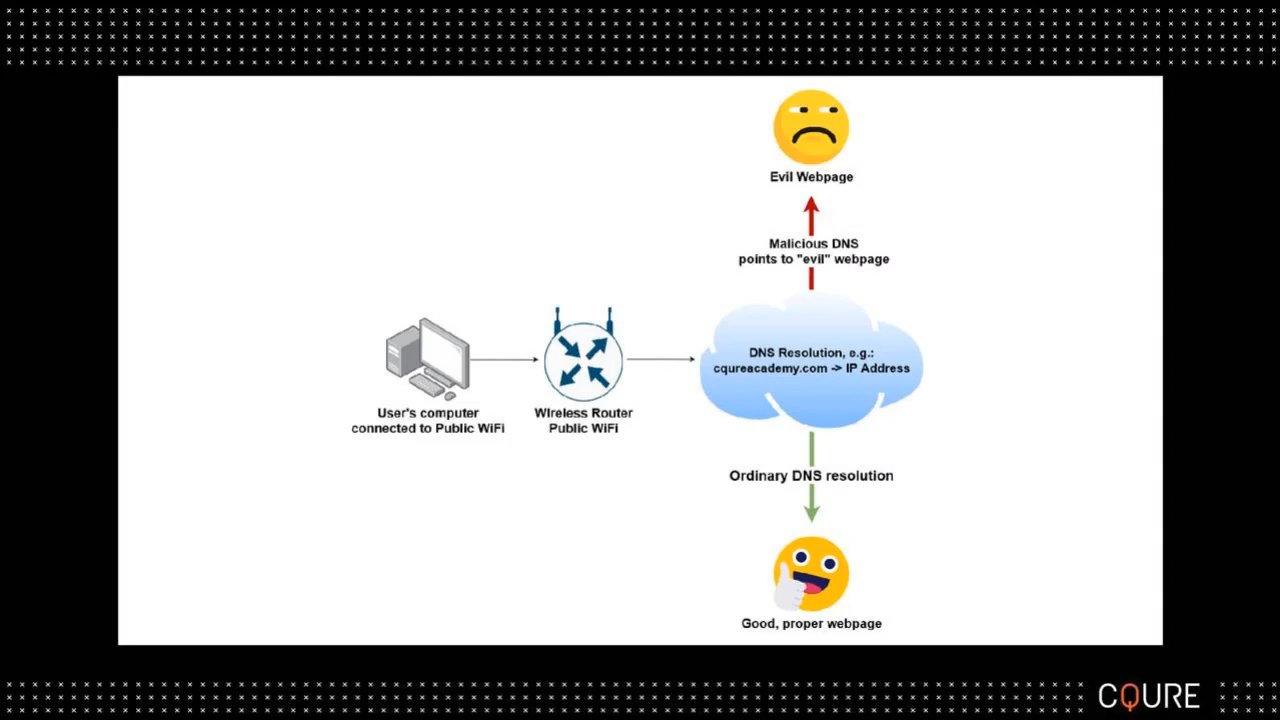 Evil Webpage
Malicious DNS
points to "evil" webpage
DNS Resolution, e.g.:
cqureacademy.com -> IP Address
User's computer
connected to Public WiFi
Wireless Router
Public WiFi
Ordinary DNS resolution
Good, proper webpage
CQURE